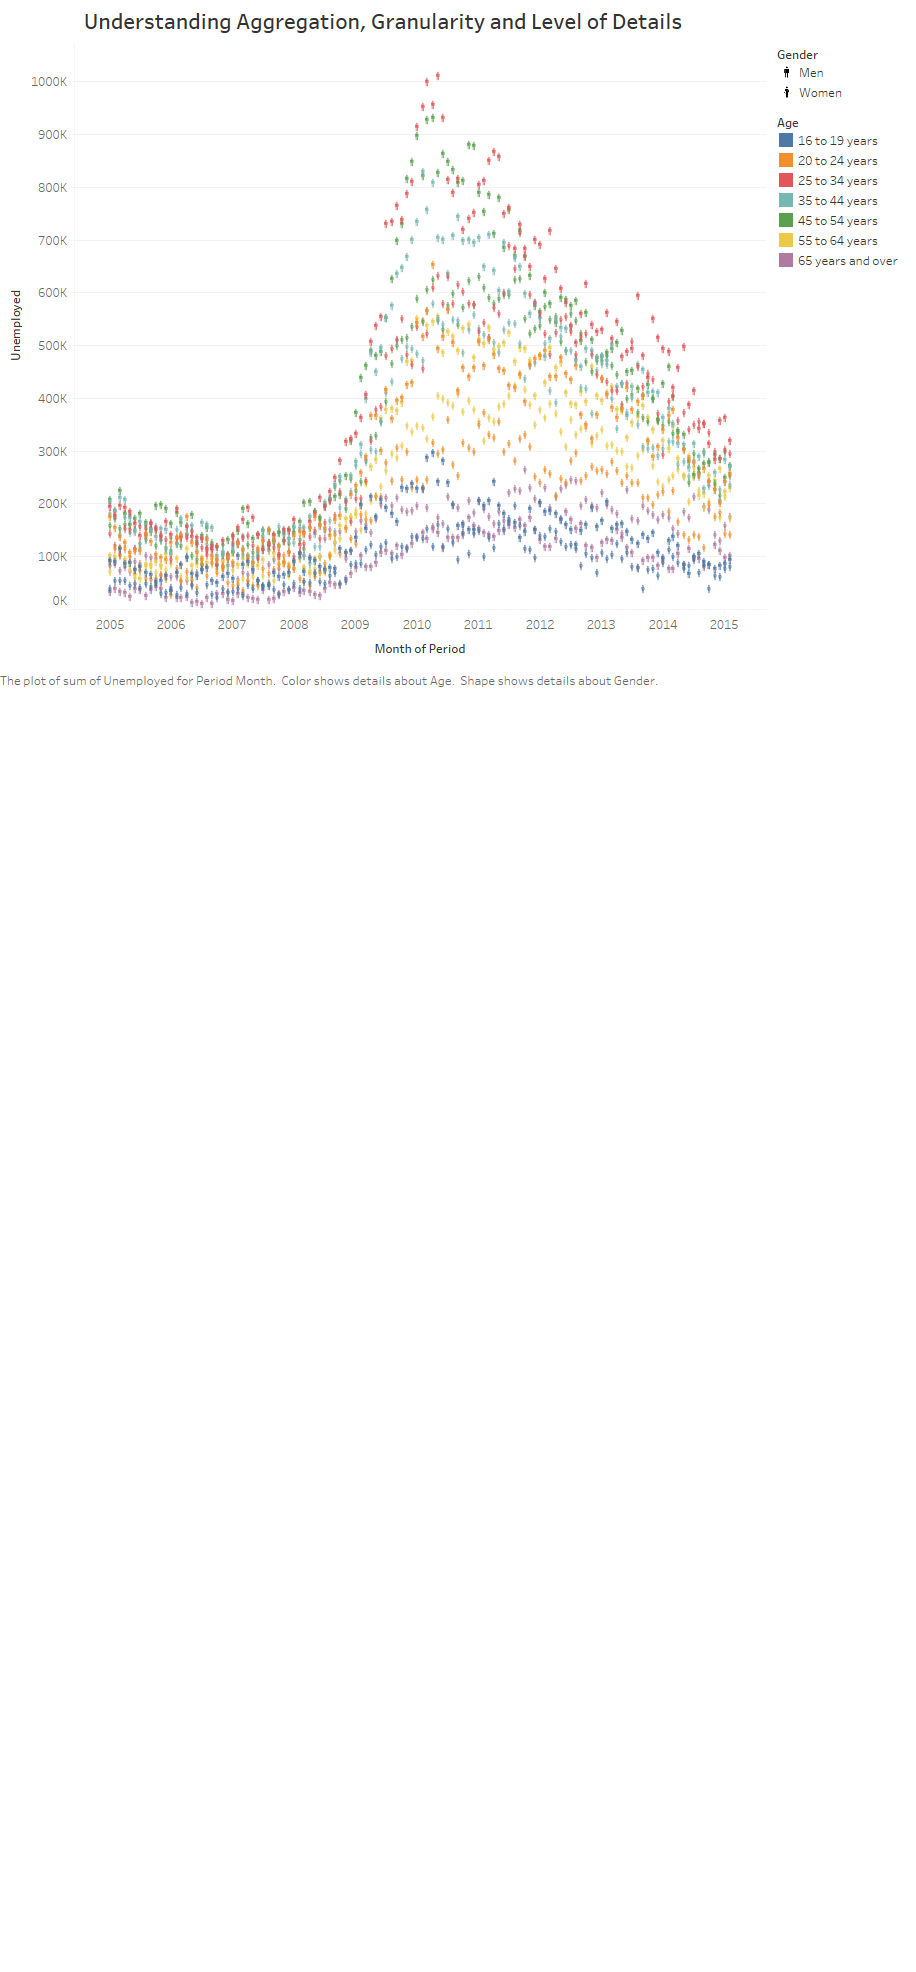 Understanding Aggregation, Granularity and Level of Details
Gender
Men
Women
Age
16 to 19 years
20 to 24 years
25 to 34 years
35 to 44 years
45 to 54 years
55 to 64 years
65 years and over
Unemployed
1000K
900K
800K
700K
600K
500K
400K
300K
200K
100K
0K
2005 2006 2007 2008 2009 2010 2011 2012 2013 2014 2015
Month of Period
The plot of sum of Unemployed for Period Month. Color shows details about Age. Shape shows details about Gender.